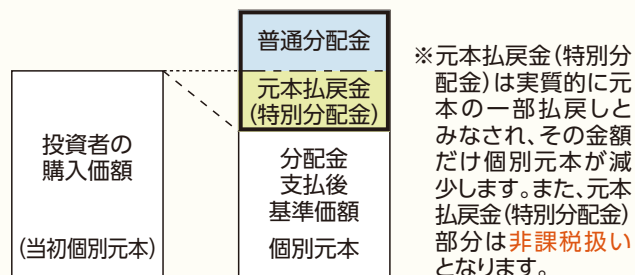 投資者の
購入価額
(当初個別元本)
普通分配金
元本払戻金
(特別分配金)
分配金
支払後
基準価額
個別元本
※元本払戻金(特別分
配金)は実質的に元
本の一部払戻しと
みなされ、その金額
だけ個別元本が減
少します。また、元本
払戻金(特別分配金)
部分は非課税扱い
となります。